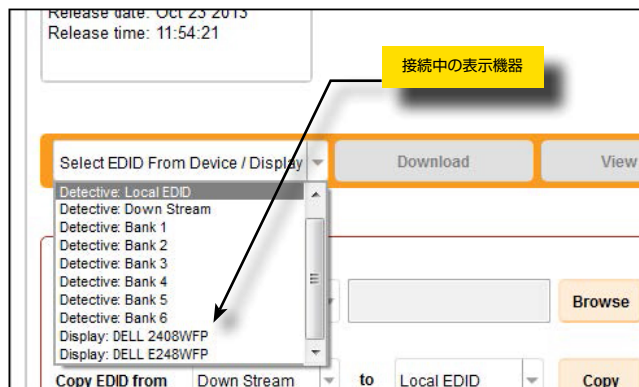 Release date: Oct 23 2013
Release time: 11:54:21
接続中の表示機器
Select EDID From Device / Display
Download
View
Detective: Local EDID
Detective: Down Stream
Detective: Bank 1
Detective: Bank 2
Detective: Bank 3
Detective: Bank 4
Detective: Bank 5
Detective: Bank 6
Display: DELL 2408WFP
Display: DELL E248WFP
Browse
Copy EDID from Down Stream to Local EDID Copy